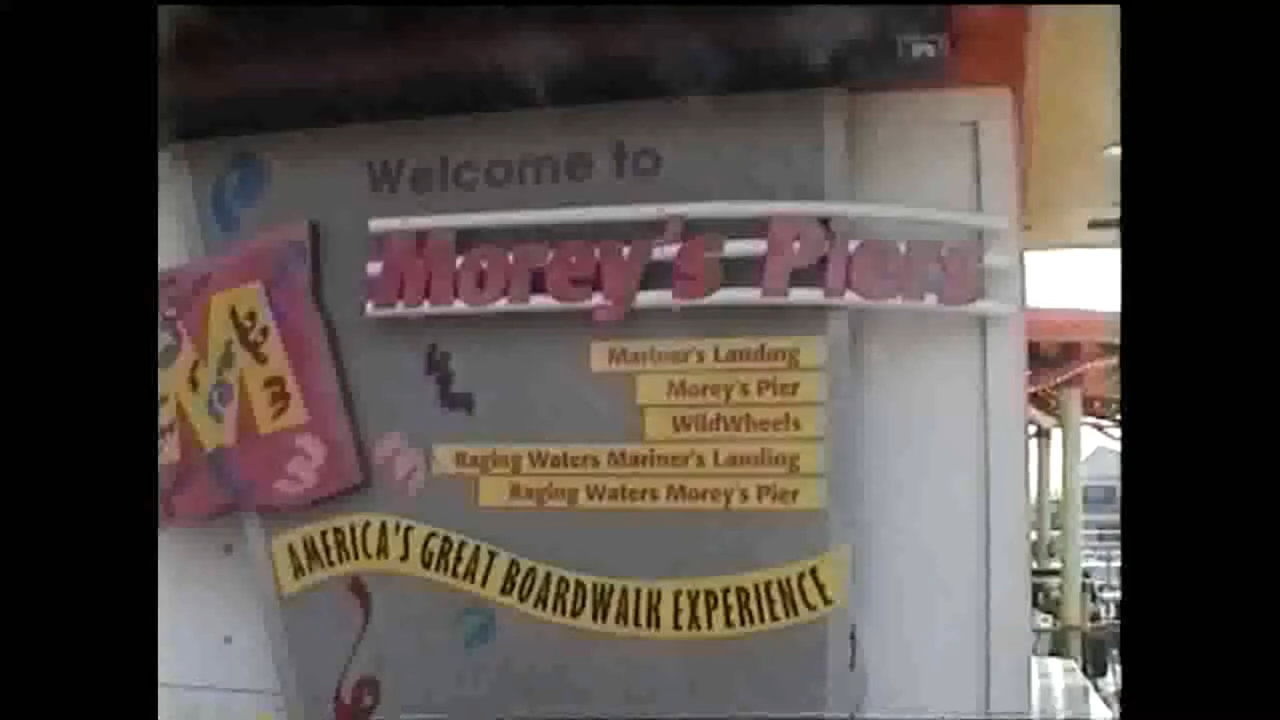 Welcome to
Morey's Piers
Mariner's Landing
Morey's Pier
WildWheels
Raging Waters Mariner's Landing
Raging Waters Morey's Pier
AMERICA'S GREAT BOARDWALK EXPERIENCE
M